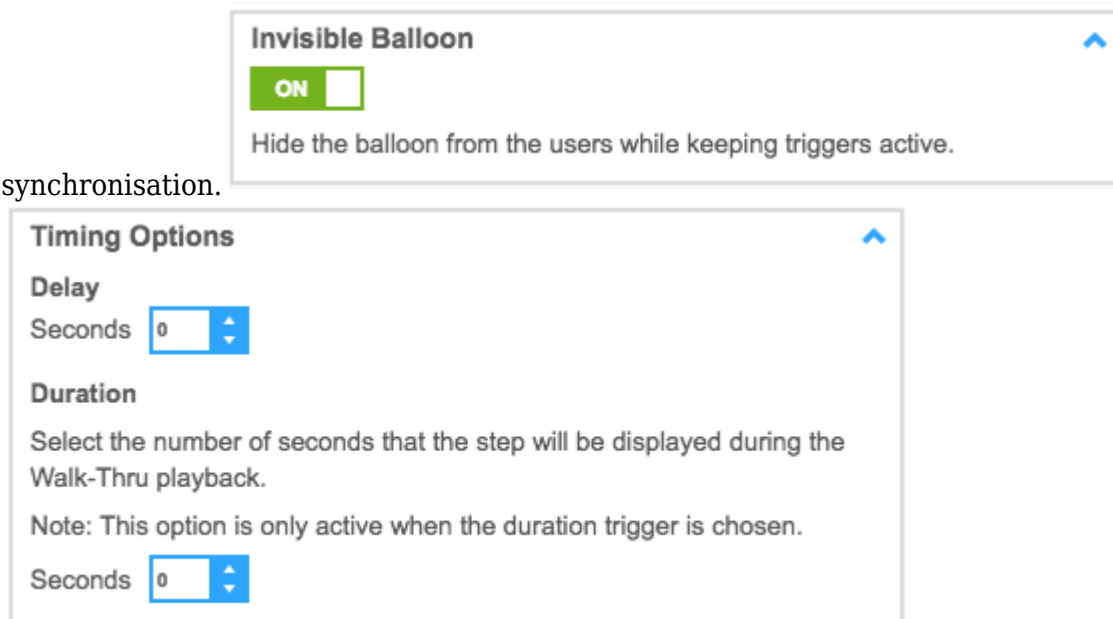 Invisible Balloon
ON
Hide the balloon from the users while keeping triggers active.
synchronisation.
Timing Options
Delay
Seconds 0
Duration
Select the number of seconds that the step will be displayed during the
Walk-Thru playback.
Note: This option is only active when the duration trigger is chosen.
Seconds 0